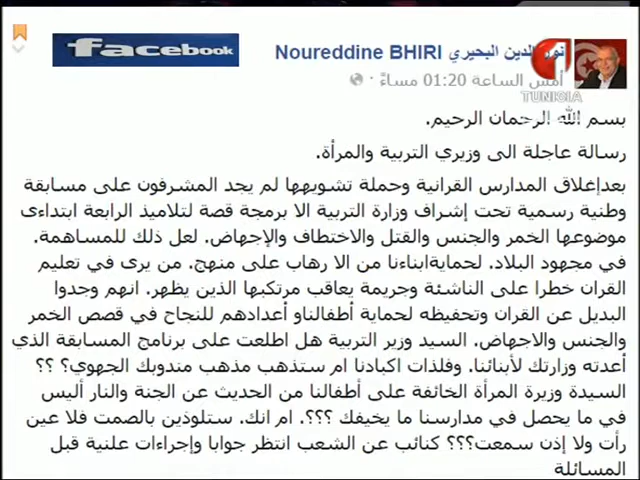 facebook
Noureddine BHIRI نور الدين البحيري
أمس الساعة 01:20 مساءً ·
TUNISIA 1
بسم الله الرحمان الرحيم.
رسالة عاجلة الى وزيري التربية والمرأة.
بعدإغلاق المدارس القرانية وحملة تشويهها لم يجد المشرفون على مسابقة
وطنية رسمية تحت إشراف وزارة التربية الا برمجة قصة لتلاميذ الرابعة ابتداءى
موضوعها الخمر والجنس والقتل والاختطاف والإجهاض. لعل ذلك للمساهمة.
في مجهود البلاد. لحمايةابناءنا من الا رهاب على منهج. من يرى في تعليم
القران خطرا على الناشئة وجريمة يعاقب مرتكبها الذين يظهر. انهم وجدوا
البديل عن القران وتحفيظه لحماية أطفالناو أعدادهم للنجاح في قصص الخمر
والجنس والاجهاض. السيد وزير التربية هل اطلعت على برنامج المسابقة الذي
أعدته وزارتك لأبنائنا. وفلذات اكبادنا ام ستذهب مذهب مندوبك الجهوي؟ ؟؟
السيدة وزيرة المرأة الخائفة على أطفالنا من الحديث عن الجنة والنار أليس
في ما يحصل في مدارسنا ما يخيفك ؟؟؟. ام انك. ستلوذين بالصمت فلا عين
رأت ولا إذن سمعت؟؟؟ كنائب عن الشعب انتظر جوابا وإجراءات علنية قبل
المسائلة